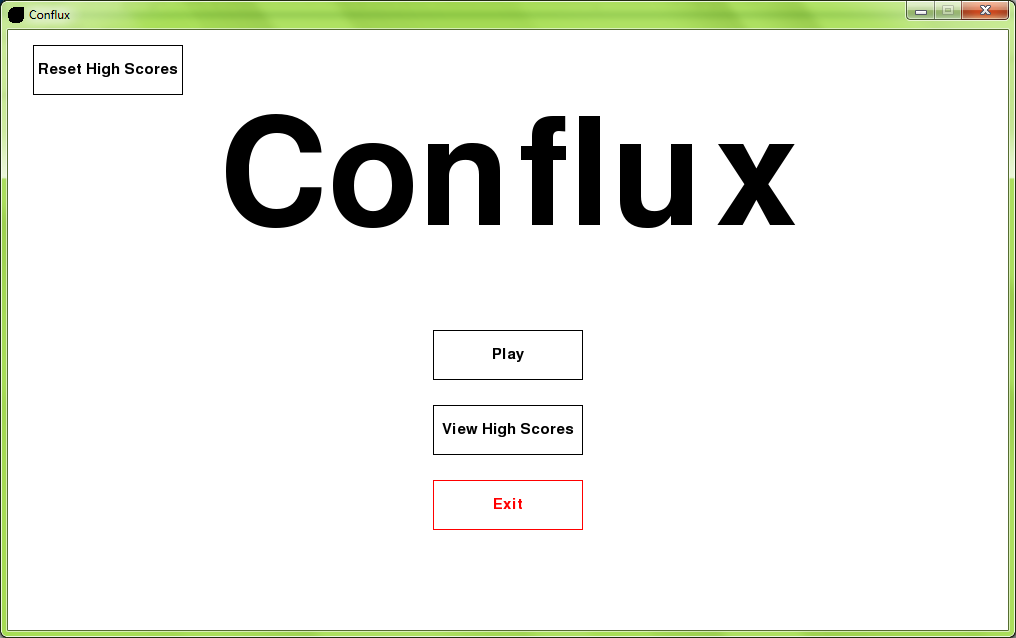 Conflux
Reset High Scores
Conflux
Play
View High Scores
Exit